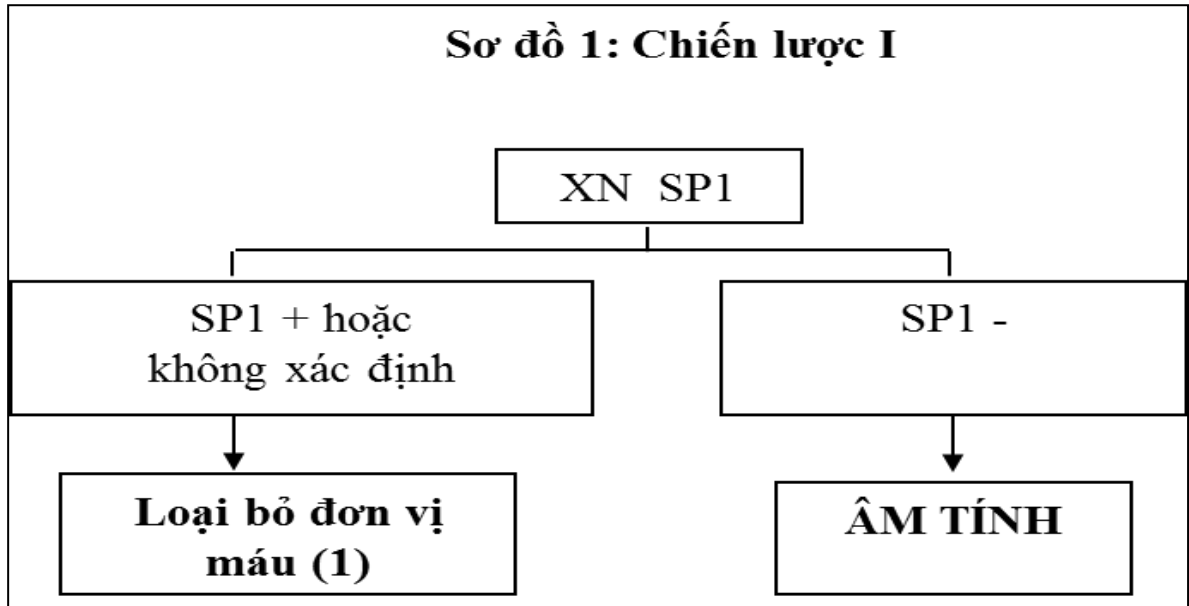 Sơ đồ 1: Chiến lược I
XN SP1
SP1 + hoặc
không xác định
SP1 -
Loại bỏ đơn vị
máu (1)
ÂM TÍNH